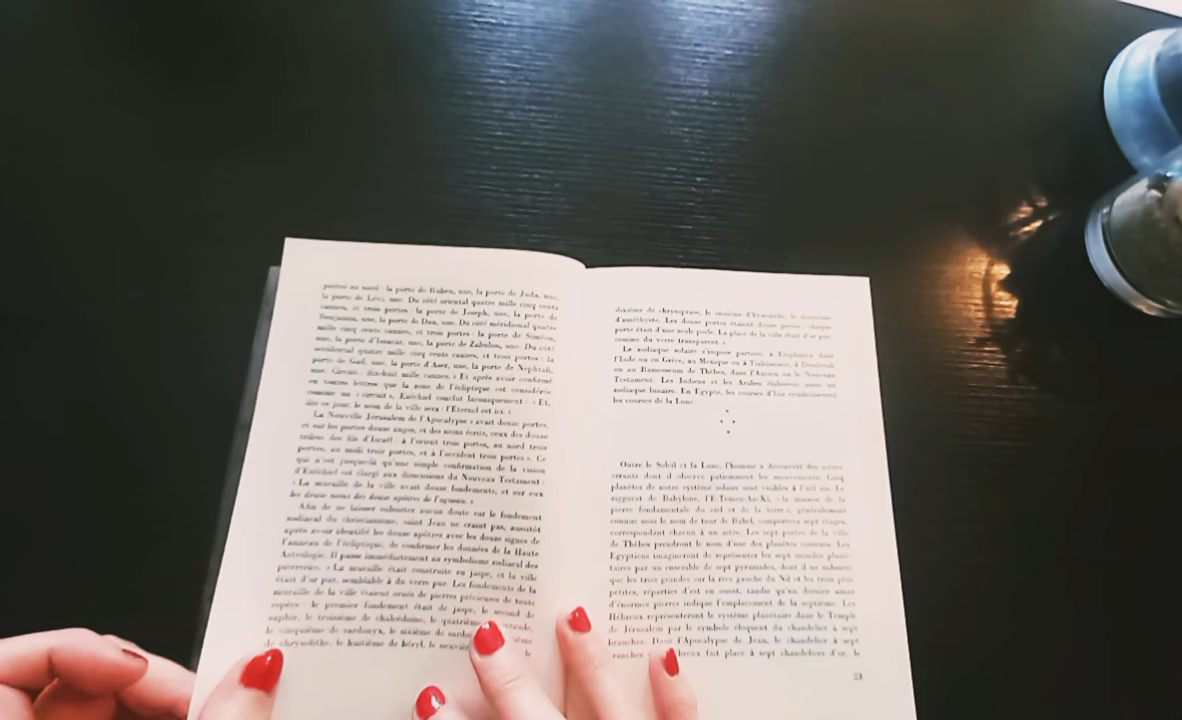 portes au nord : la porte de Ruben, une, la porte de Juda, une,
la porte de Lévi, une. Du côté oriental quatre mille cinq cents
cannes, et trois portes : la porte de Joseph, une, la porte de
Benjamin, une, la porte de Dan, une. Du côté méridional quatre
mille cinq cents cannes, et trois portes : la porte de Siméon,
une, la porte d'Issacar, une, la porte de Zabulon, une. Du côté
occidental quatre mille cinq cents cannes, et trois portes : la
porte de Gad, une, la porte d'Aser, une, la porte de Nephtali,
une. Circuit : dix-huit mille cannes. » Et après avoir confirmé
en toutes lettres que la zone de l'écliptique est considérée
comme un « circuit », Ezéchiel conclut laconiquement : « Et,
dès ce jour, le nom de la ville sera : l'Eternel est ici. »
La Nouvelle Jérusalem de l'Apocalypse « avait douze portes,
et sur les portes douze anges, et des noms écrits, ceux des douze
tribus des fils d'Israël : à l'orient trois portes, au nord trois
portes, au midi trois portes, et à l'occident trois portes ». Ce
qui n'est jusque-là qu'une simple confirmation de la vision
d'Ezéchiel est élargi aux dimensions du Nouveau Testament :
« La muraille de la ville avait douze fondements, et sur eux
les douze noms des douze apôtres de l'agneau. »
Afin de ne laisser subsister aucun doute sur le fondement
zodiacal du christianisme, saint Jean ne craint pas, aussitôt
après avoir identifié les douze apôtres avec les douze signes de
l'anneau de l'écliptique, de confirmer les données de la Haute
Astrologie. Il passe immédiatement au symbolisme zodiacal des
pierreries. « La muraille était construite en jaspe, et la ville
était d'or pur, semblable à du verre pur. Les fondements de la
muraille de la ville étaient ornés de pierres précieuses de toute
espèce : le premier fondement était de jaspe, le second de
saphir, le troisième de chalcédoine, le quatrième
le cinquième de sardonyx, le sixième de
de chrysolithe, le huitième de béryl, le
dixième de chrysoprase, le onzième d'hyacinthe, le douzième
d'améthyste. Les douze portes étaient douze perles, chaque
porte était d'une seule perle. La place de la ville était d'or pur,
comme du verre transparent. »
Le zodiaque solaire s'impose partout, à Elephanta dans
l'Inde ou en Grèce, au Mexique ou à Tiahuanaco, à Denderah
ou au Ramesseum de Thèbes, dans l'Ancien ou le Nouveau
Testament. Les Indiens et les Arabes élaborent aussi un
zodiaque lunaire. En Egypte, les courses d'Isis symboliseront
les courses de la Lune.
Outre le Soleil et la Lune, l'homme a découvert des astres
errants dont il observe patiemment les mouvements. Cinq
planètes de notre système solaire sont visibles à l'œil nu. Le
ziggurat de Babylone, l'E-Temen-An-Ki, « la maison de la
pierre fondamentale du ciel et de la terre », généralement
connue sous le nom de tour de Babel, comportera sept étages,
correspondant chacun à un astre. Les sept portes de la ville
de Thèbes prendront le nom d'une des planètes connues. Les
Egyptiens imagineront de représenter les sept mondes plané-
taires par un ensemble de sept pyramides, dont il ne subsiste
que les trois grandes sur la rive gauche du Nil et les trois plus
petites, réparties d'est en ouest, tandis qu'un dernier amas
d'énormes pierres indique l'emplacement de la septième. Les
Hébreux représenteront le système planétaire dans le Temple
de Jérusalem par le symbole éloquent du chandelier à sept
branches. Dans l'Apocalypse de Jean, le chandelier à sept
fait place à sept chandeliers d'or, le
23